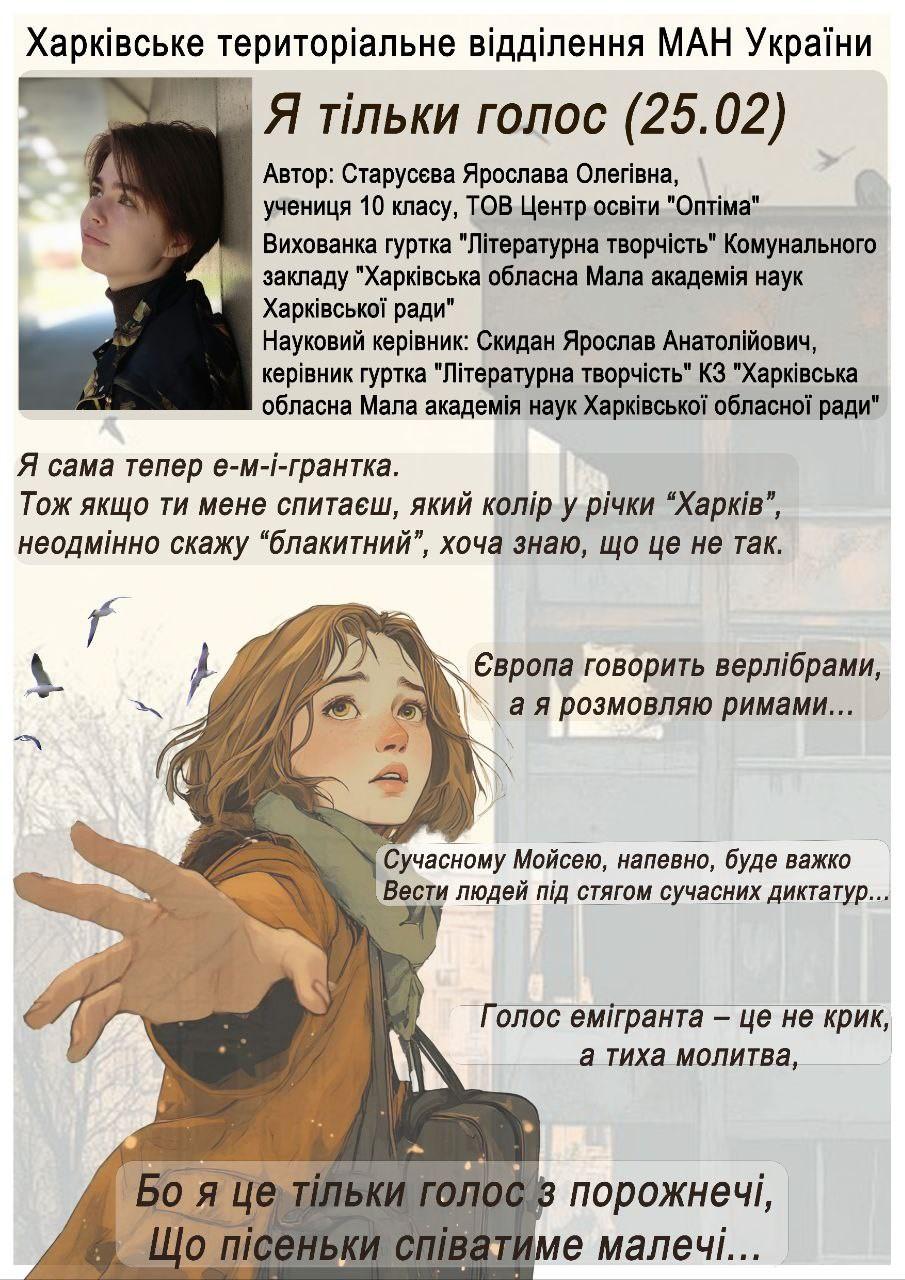 Харківське територіальне відділення МАН України
Я тільки голос (25.02)
Автор: Старусєва Ярослава Олегівна,
учениця 10 класу, ТОВ Центр освіти "Оптіма"
Вихованка гуртка "Літературна творчість" Комунального
закладу "Харківська обласна Мала академія наук
Харківської ради"
Науковий керівник: Скидан Ярослав Анатолійович,
керівник гуртка "Літературна творчість" КЗ "Харківська
обласна Мала академія наук Харківської обласної ради"
Я сама тепер е-м-і-грантка.
Тож якщо ти мене спитаєш, який колір у річки “Харків”,
неодмінно скажу “блакитний”, хоча знаю, що це не так.
Європа говорить верлібрами,
а я розмовляю римами...
Сучасному Мойсею, напевно, буде важко
Вести людей під стягом сучасних диктатур...
Голос емігранта – це не крик,
а тиха молитва,
Бо я це тільки голос з порожнечі,
Що пісеньки співатиме малечі...